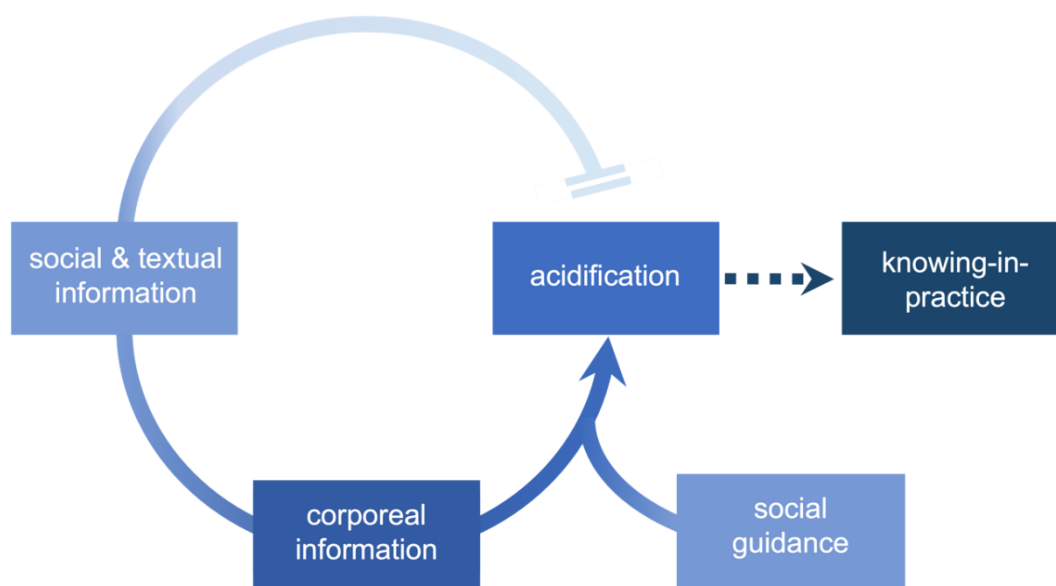 social & textual
information
acidification
knowing-in-
practice
corporeal
information
social
guidance